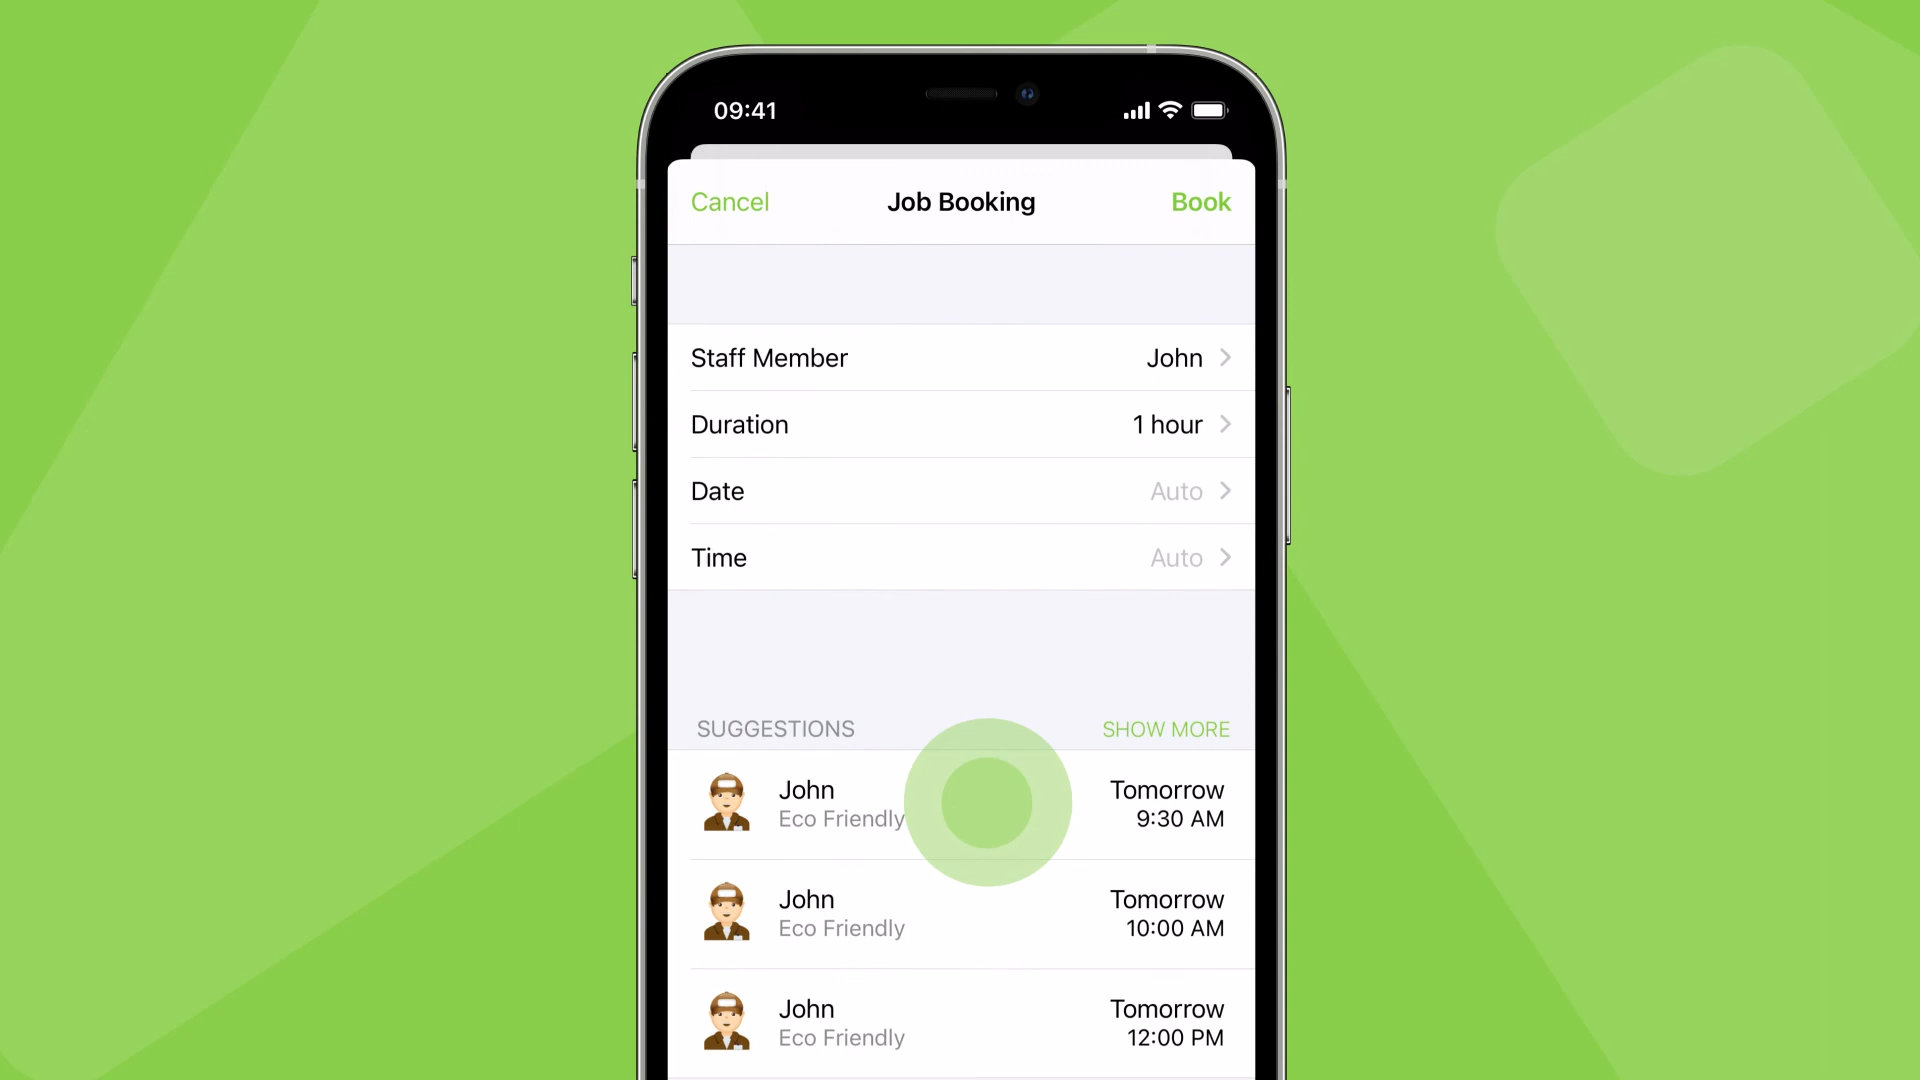 09:41
Cancel Job Booking Book
Staff Member John
Duration 1 hour
Date Auto
Time Auto
SUGGESTIONS SHOW MORE
John Tomorrow
Eco Friendly 9:30 AM
John Tomorrow
Eco Friendly 10:00 AM
John Tomorrow
Eco Friendly 12:00 PM